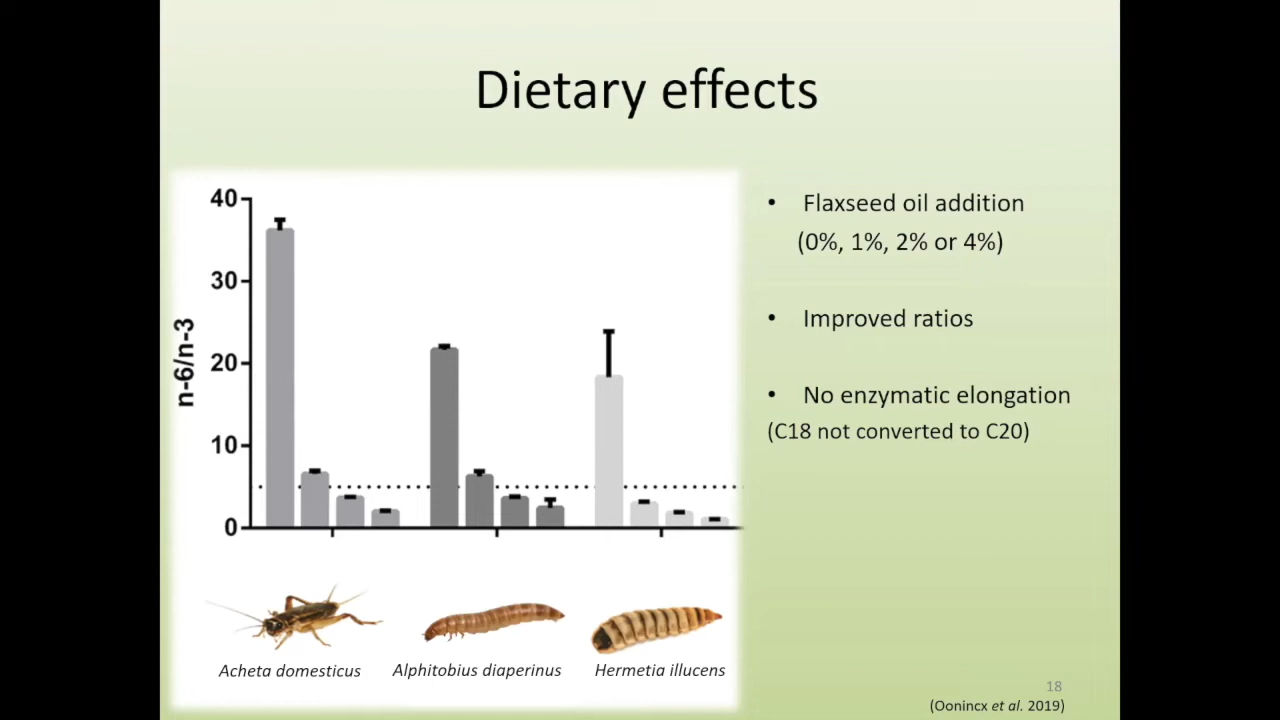 Dietary effects
40
30
20
10
0
n-6/n-3
Acheta domesticus
Alphitobius diaperinus
Hermetia illucens
• Flaxseed oil addition
(0%, 1%, 2% or 4%)
• Improved ratios
• No enzymatic elongation
(C18 not converted to C20)
18
(Oonincx et al. 2019)